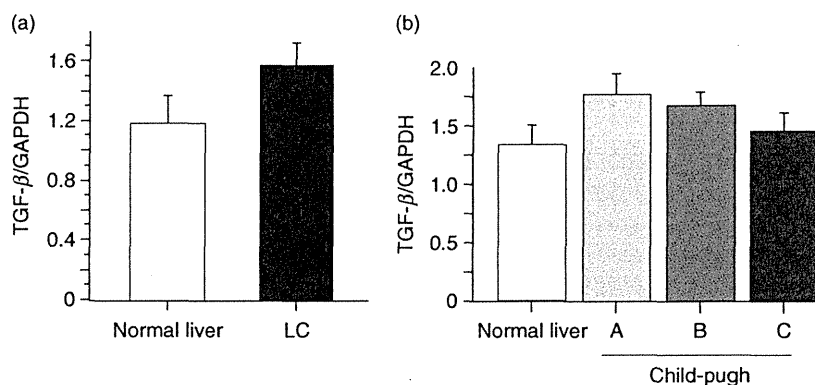 (a)
TGF-β/GAPDH
1.6
1.2
0.8
0.4
0
Normal liver LC
(b)
TGF-β/GAPDH
2.0
1.5
1.0
0.5
0
Normal liver A B C
Child-pugh